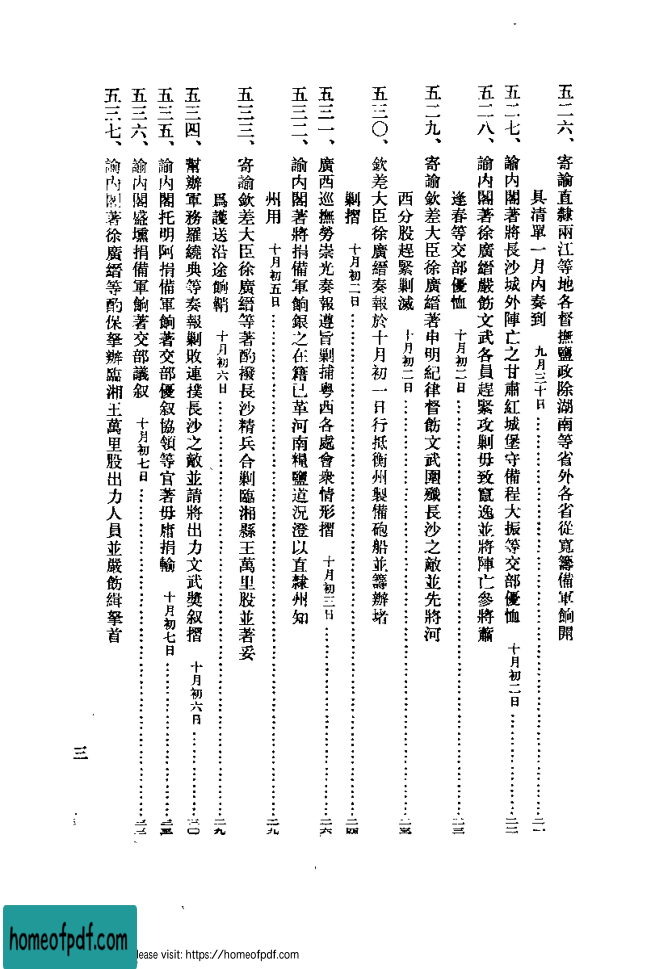 五二六、寄諭直隸兩江等地各督撫鹽政除湖南等省外各省從寬籌備軍餉開
具清單一月內奏到 九月三十日……二一
五二七、諭內閣著將長沙城外陣亡之甘肅紅城堡守備程大振等交部優恤 十月初二日……二二
五二八、諭內閣著徐廣縉嚴飭文武各員趕緊攻剿毋致竄逸並將陣亡參將蕭
逢春等交部優恤 十月初二日……二三
五二九、寄諭欽差大臣徐廣縉著申明紀律督飭文武圍殲長沙之敵並先將河
西分股趕緊剿滅 十月初二日……二三
五三〇、欽差大臣徐廣縉奏報於十月初一日行抵衡州製備砲船並籌辦堵
剿摺 十月初二日……二四
五三一、廣西巡撫勞崇光奏報遵旨剿捕粵西各處會衆情形摺 十月初三日……二六
五三二、諭內閣著將捐備軍餉銀之在籍已革河南糧鹽道況澄以直隸州知
州用 十月初五日……二九
五三三、寄諭欽差大臣徐廣縉等著酌撥長沙精兵合剿臨湘縣王萬里股並著妥
爲護送沿途餉鞘 十月初六日……二九
五三四、幫辦軍務羅繞典等奏報剿敗連撲長沙之敵並請將出力文武獎叙摺 十月初六日……三〇
五三五、諭內閣托明阿捐備軍餉著交部優叙協領等官著毋庸捐輸 十月初七日……
五三六、諭內閣盛壎捐備軍餉著交部議叙 十月初七日……
五三七、諭內閣著徐廣縉等酌保拏辦臨湘王萬里股出力人員並嚴飭緝拏首
三
homeofpdf.com
lease visit: https://homeofpdf.com